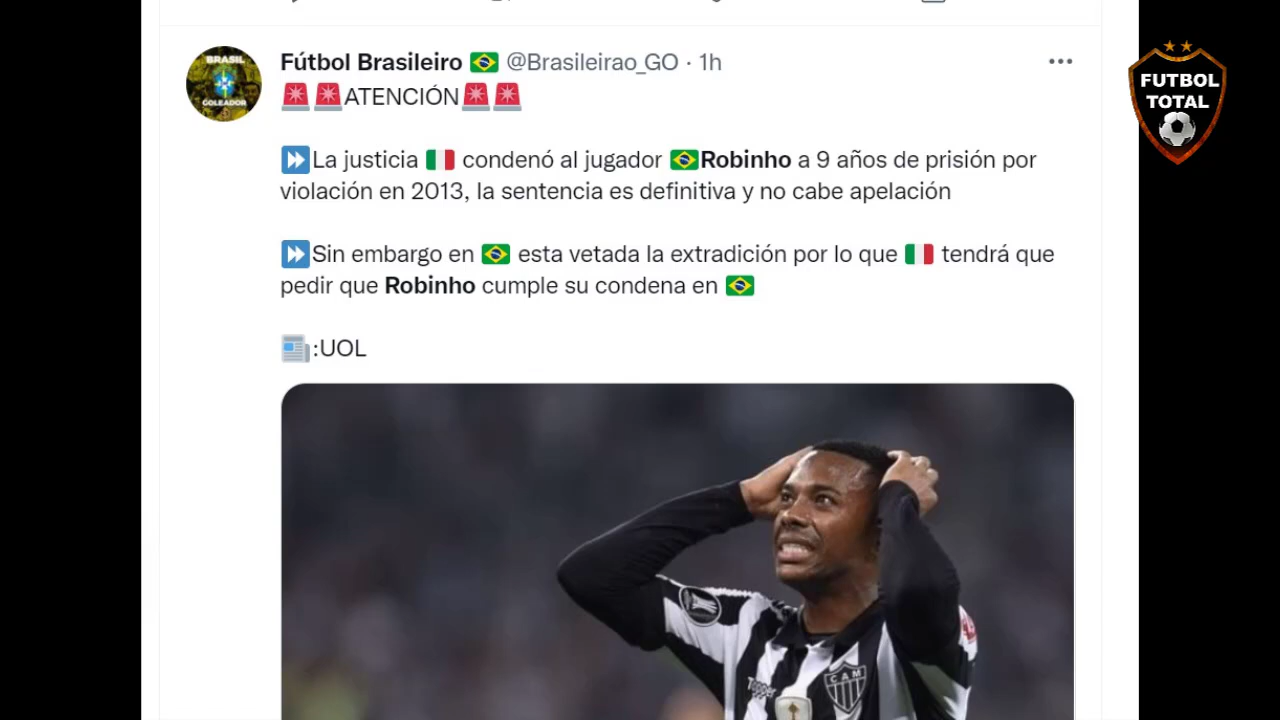 Fútbol Brasileiro 🇧🇷 @Brasileirao_GO · 1h
🚨🚨ATENCIÓN🚨🚨
⏩La justicia 🇮🇹 condenó al jugador 🇧🇷Robinho a 9 años de prisión por
violación en 2013, la sentencia es definitiva y no cabe apelación
⏩Sin embargo en 🇧🇷 esta vetada la extradición por lo que 🇮🇹 tendrá que
pedir que Robinho cumple su condena en 🇧🇷
📰:UOL
BRASIL
GOLEADOR
FUTBOL
TOTAL
Topper
CAM